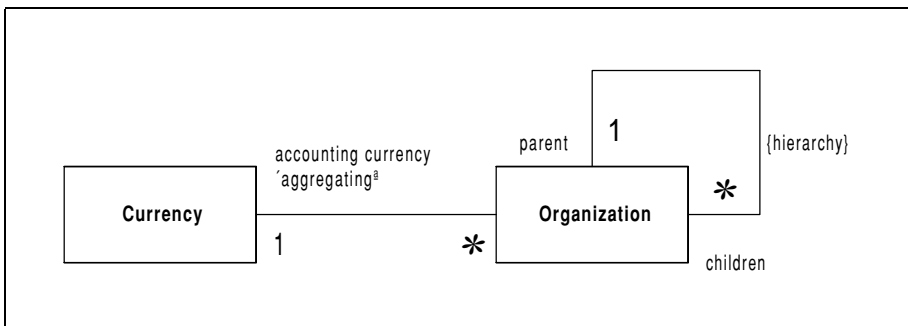 parent
1
{hierarchy}
accounting currency
´aggregatingª
Currency
Organization
*
1
*
children